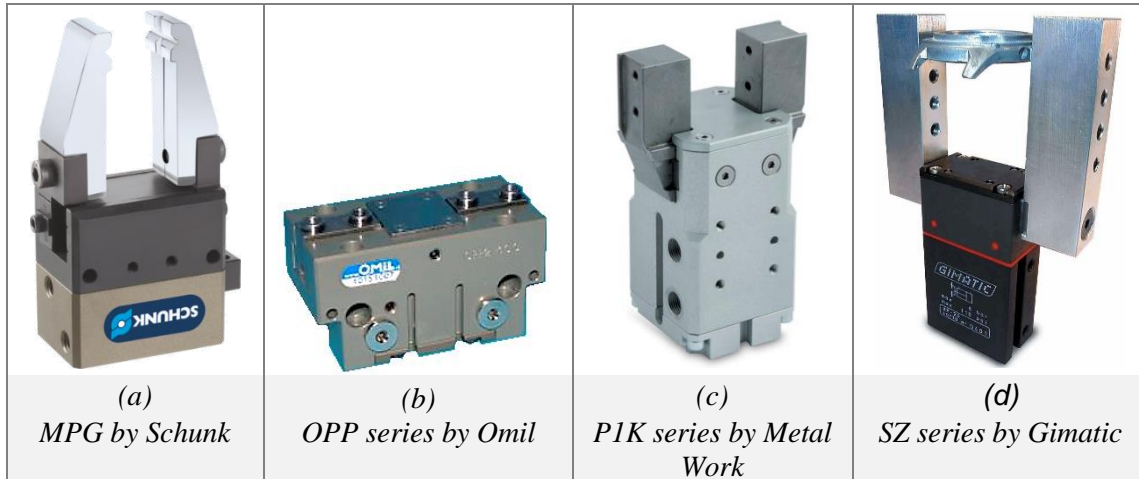 SCHUNK
OMIL
GIMATIC
(a)
MPG by Schunk
(b)
OPP series by Omil
(c)
P1K series by Metal
Work
(d)
SZ series by Gimatic